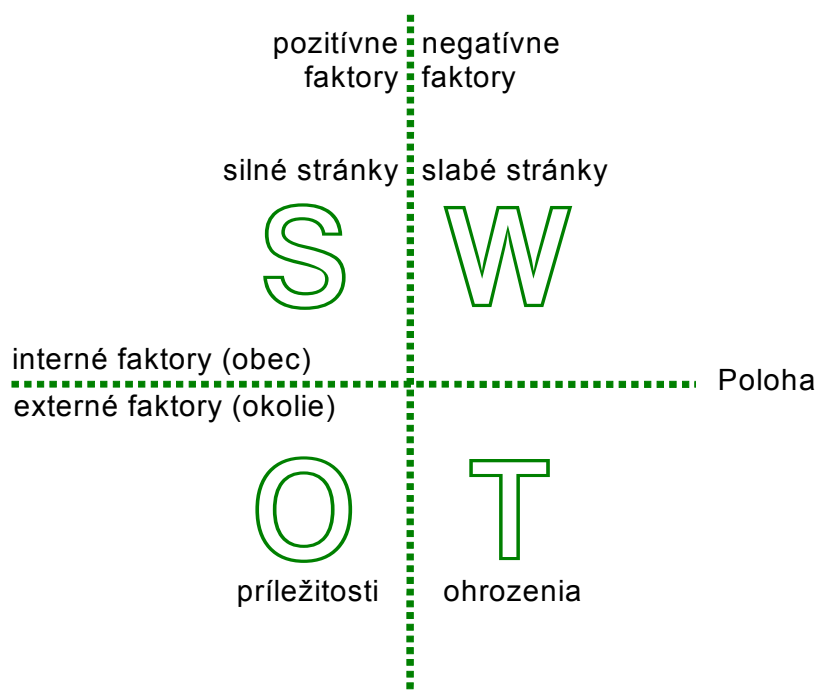 pozitívne negatívne
faktory faktory
silné stránky slabé stránky
S W
interné faktory (obec)
Poloha
externé faktory (okolie)
O T
príležitosti ohrozenia